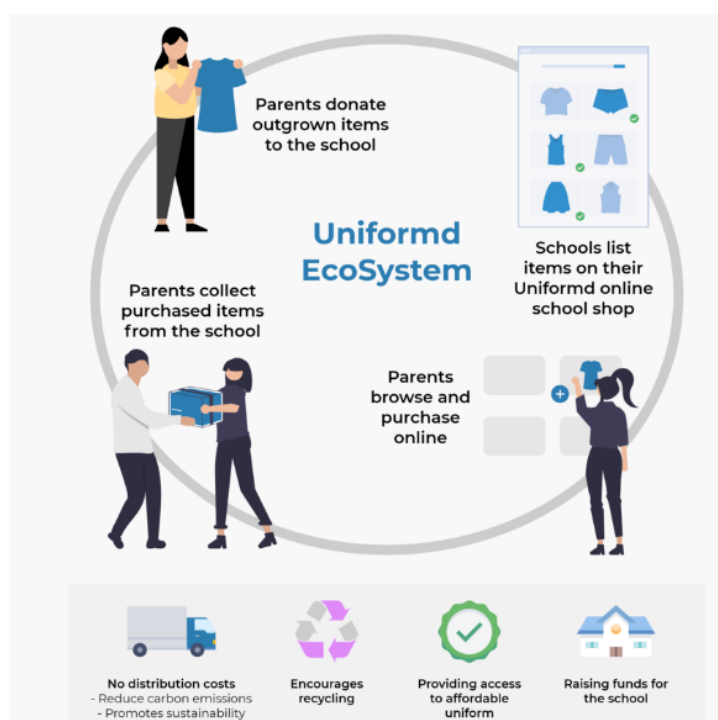 Parents donate
outgrown items
to the school
Uniformd
EcoSystem
Schools list
items on their
Uniformd online
school shop
Parents collect
purchased items
from the school
Parents
browse and
purchase
online
No distribution costs
- Reduce carbon emissions
- Promotes sustainability
Encourages
recycling
Providing access
to affordable
uniform
Raising funds for
the school